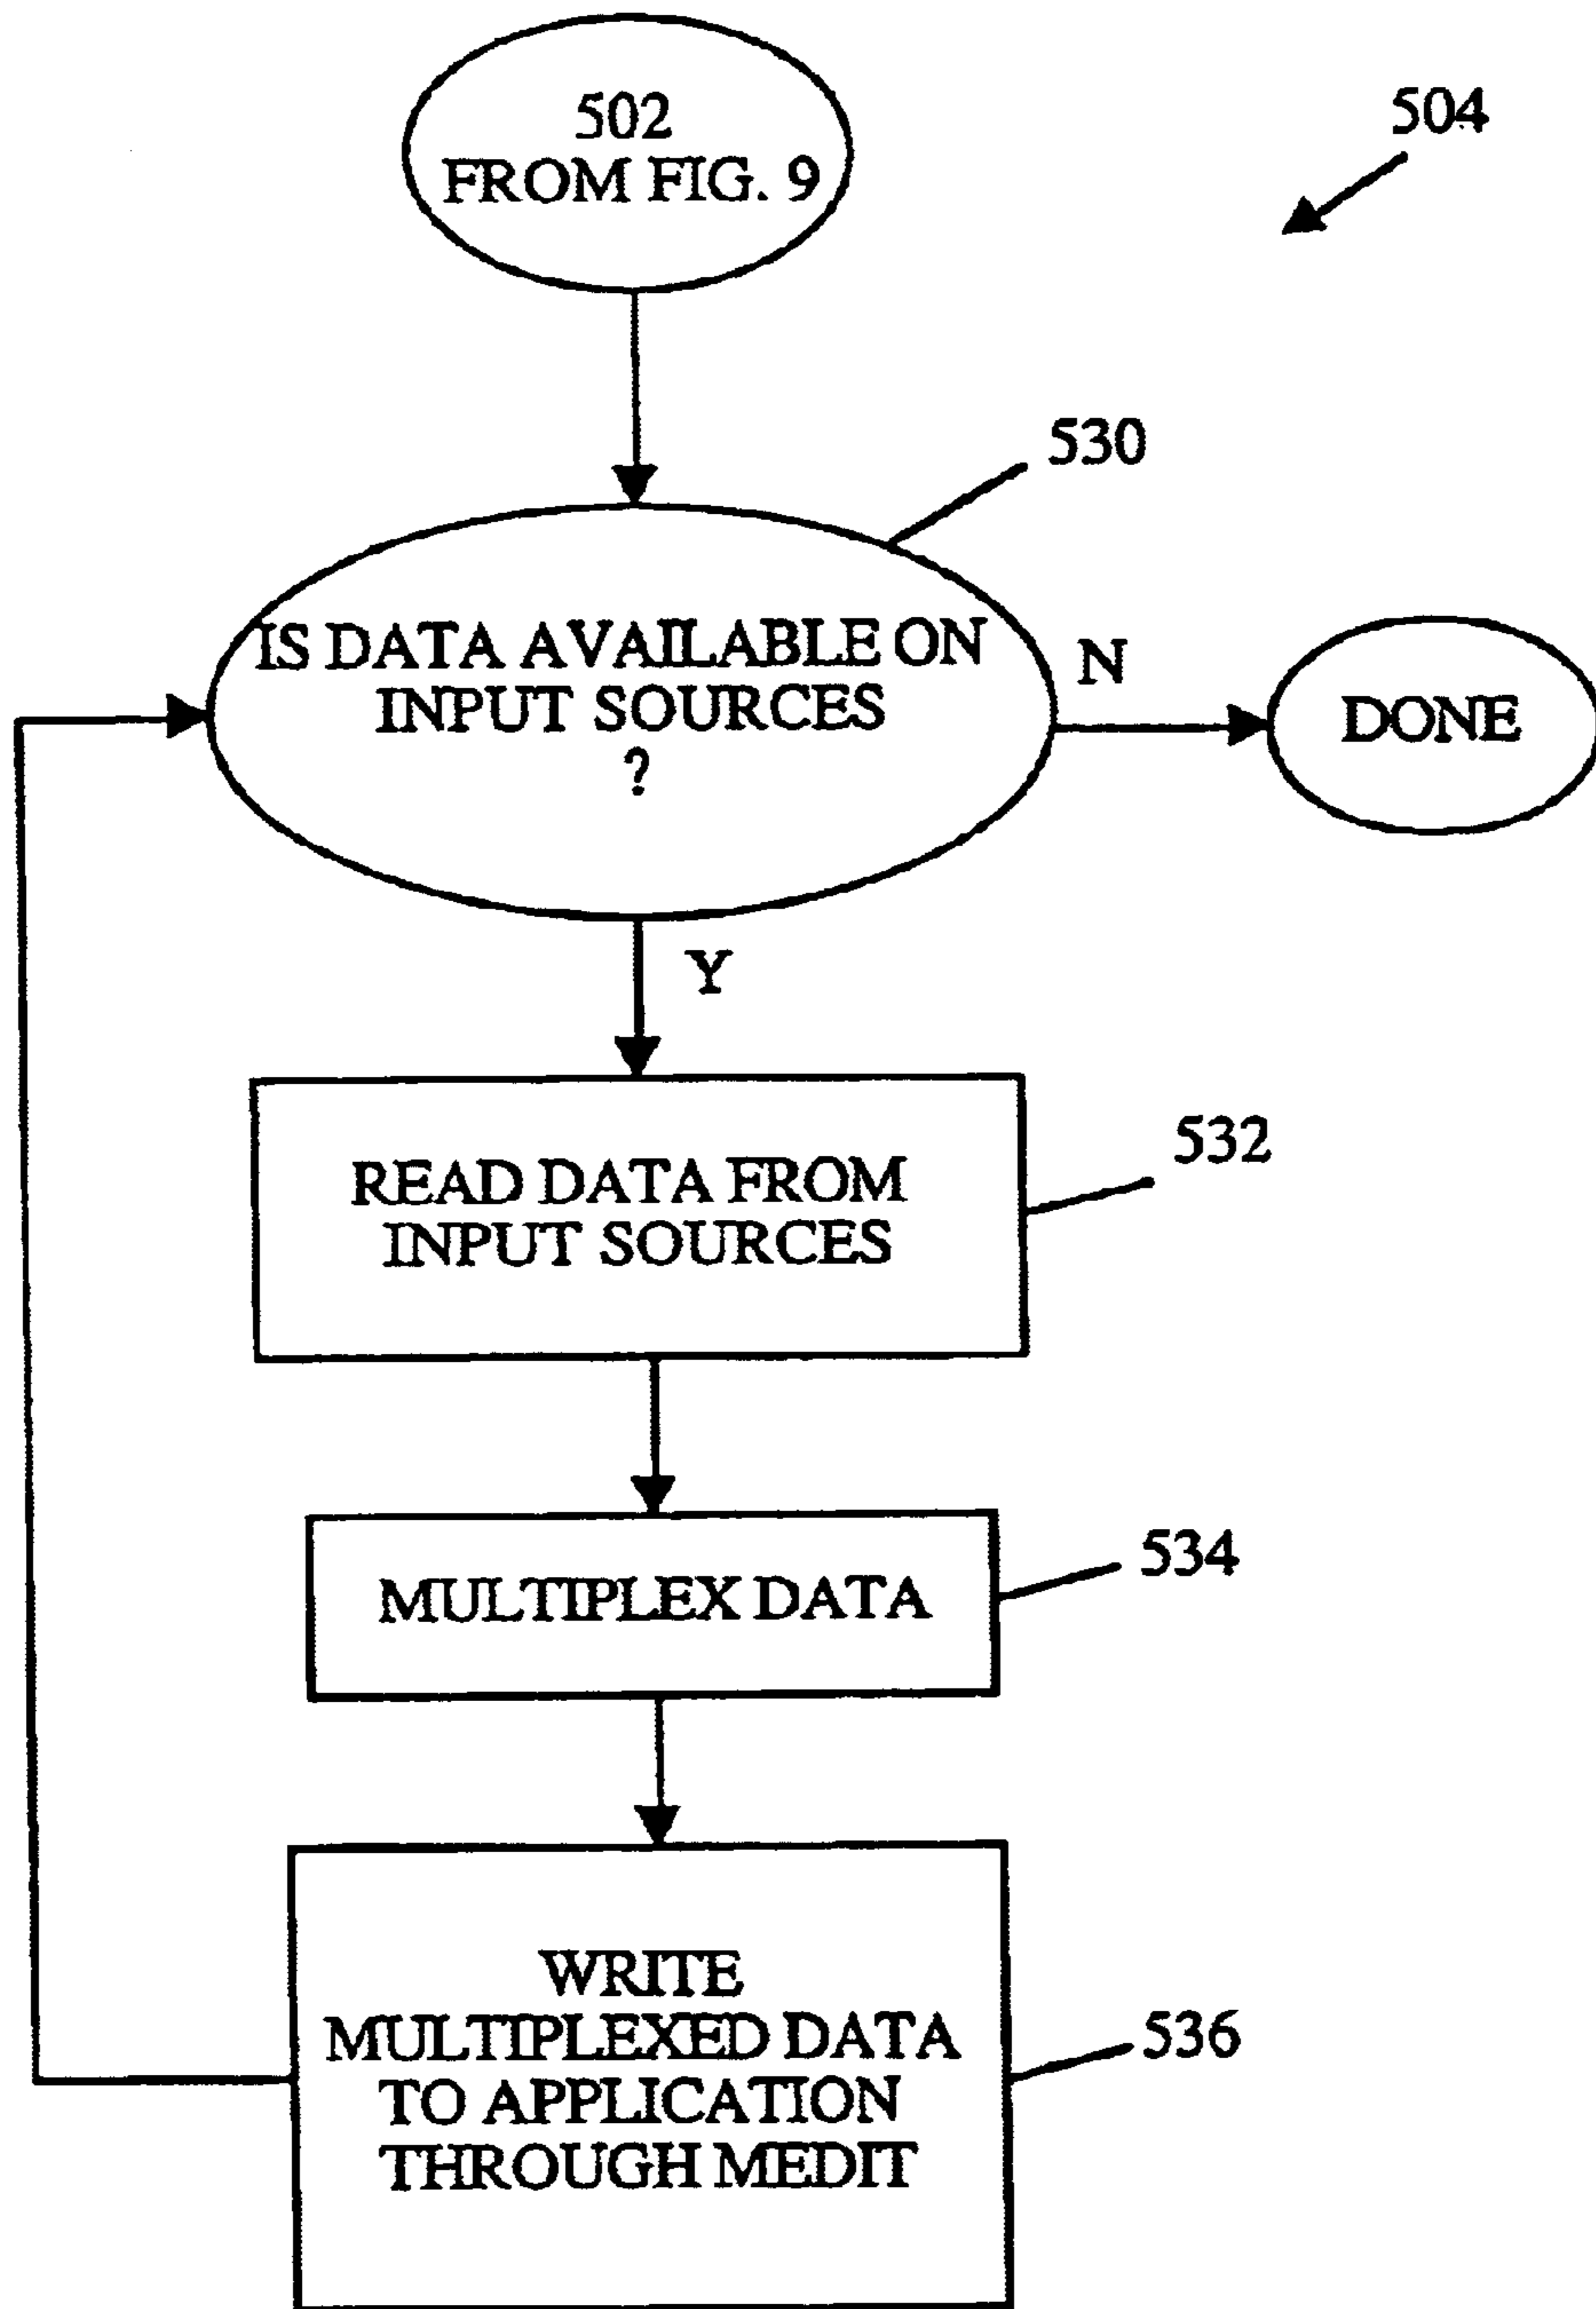 502
FROM FIG. 9
504
530
IS DATA AVAILABLE ON
INPUT SOURCES
?
N
DONE
Y
READ DATA FROM
INPUT SOURCES
532
MULTIPLEX DATA
534
WRITE
MULTIPLEXED DATA
TO APPLICATION
THROUGH MEDIT
536